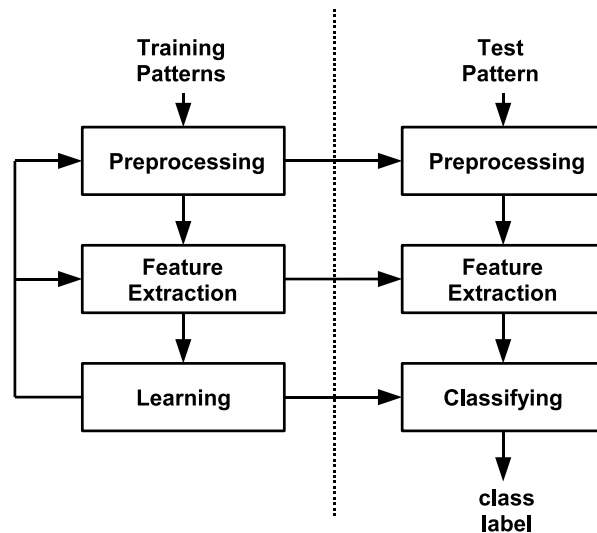 Training
Patterns
Preprocessing
Feature
Extraction
Learning
Test
Pattern
Preprocessing
Feature
Extraction
Classifying
class
label